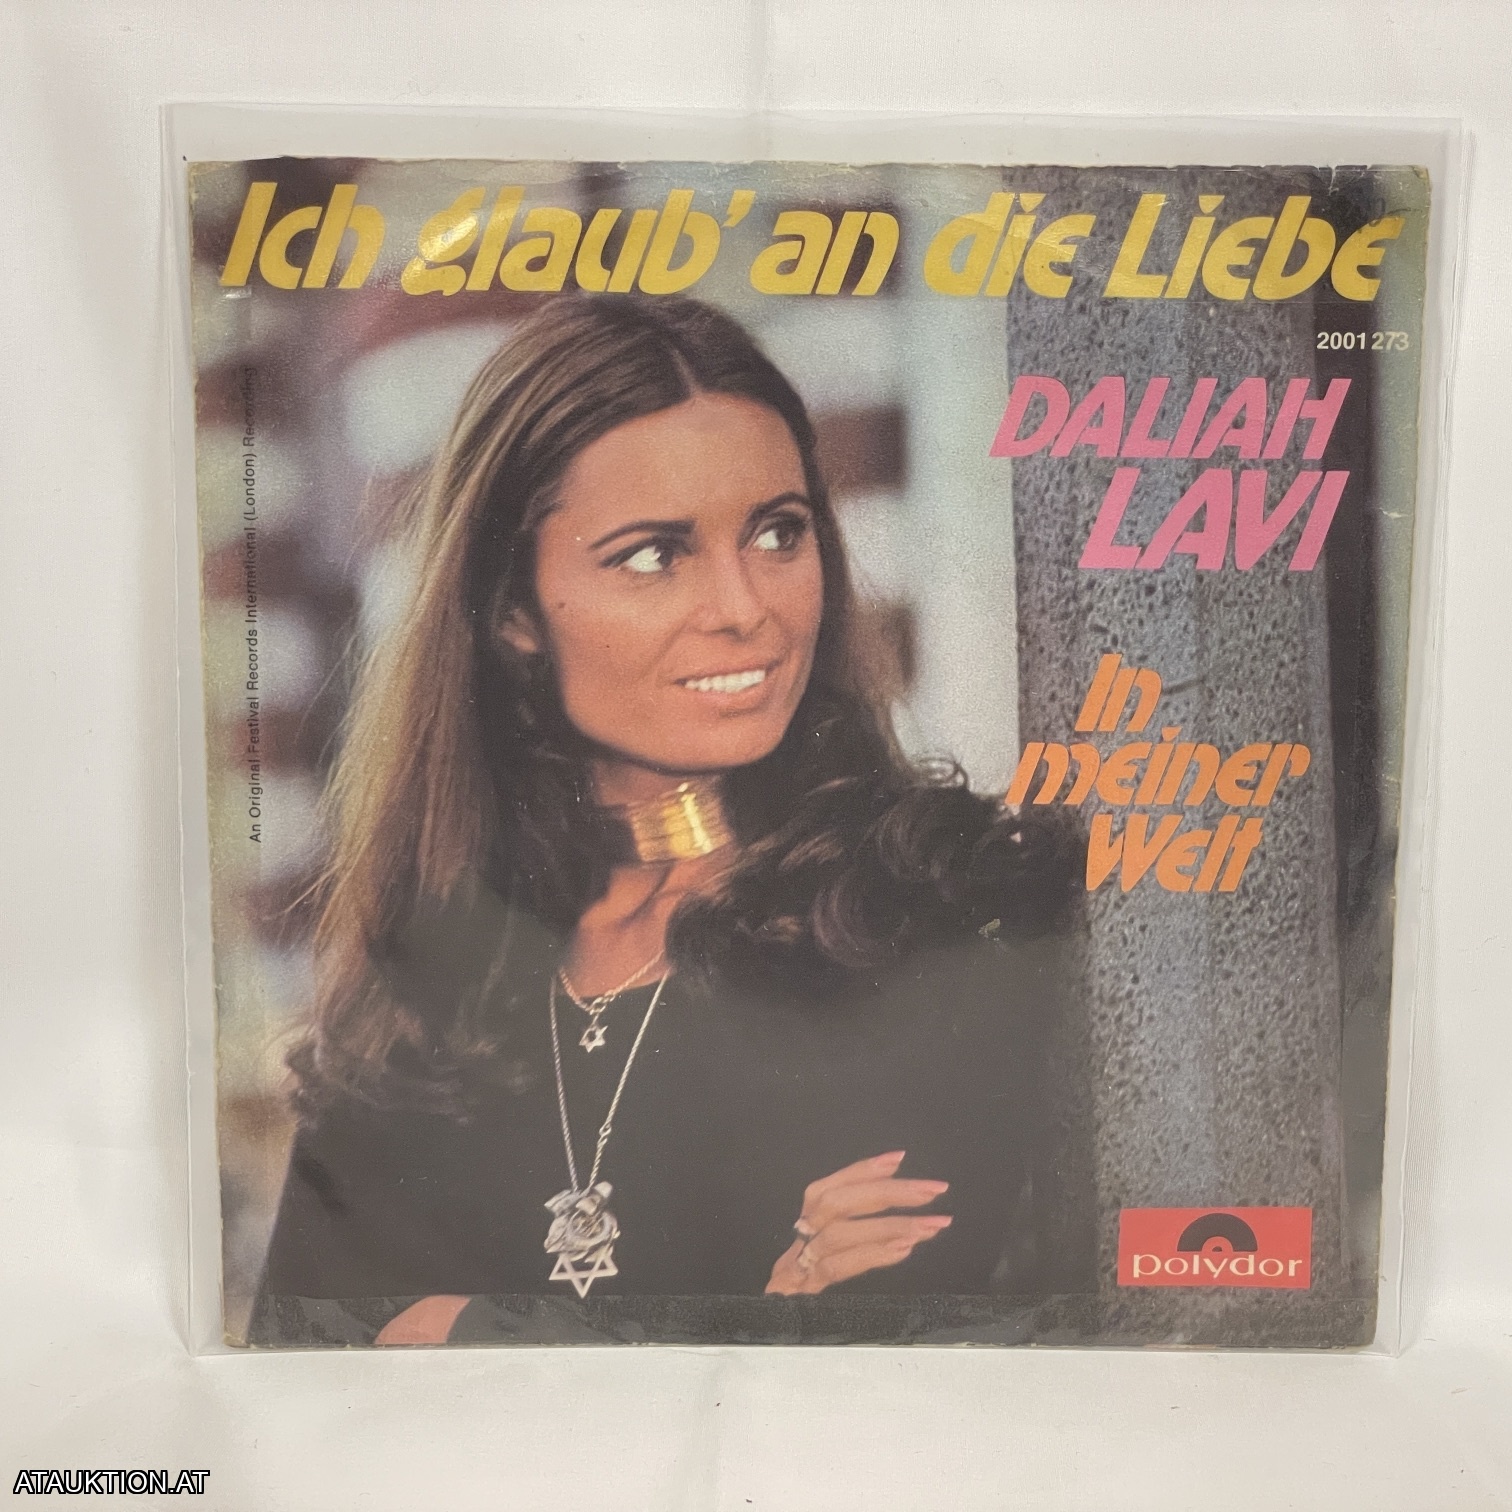 Ich glaub' an die Liebe
2001 273
DALIAH
LAVI
In
meiner
Welt
An Original Festival Records International (London) Recording
polydor
ATAUKTION.AT